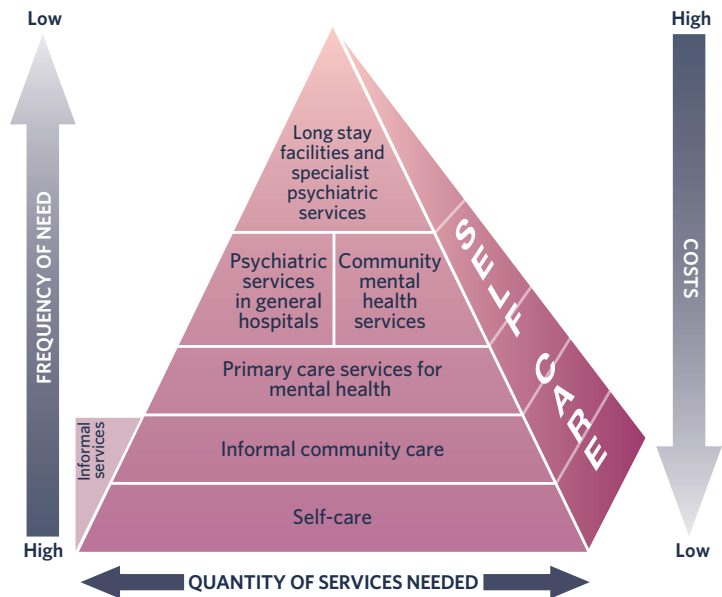 Low
High
Long stay
facilities and
specialist
psychiatric
services
Psychiatric
services
in general
hospitals
Community
mental
health
services
SELF CARE
FREQUENCY OF NEED
COSTS
Primary care services for
mental health
Informal
services
Informal community care
Self-care
High
Low
QUANTITY OF SERVICES NEEDED